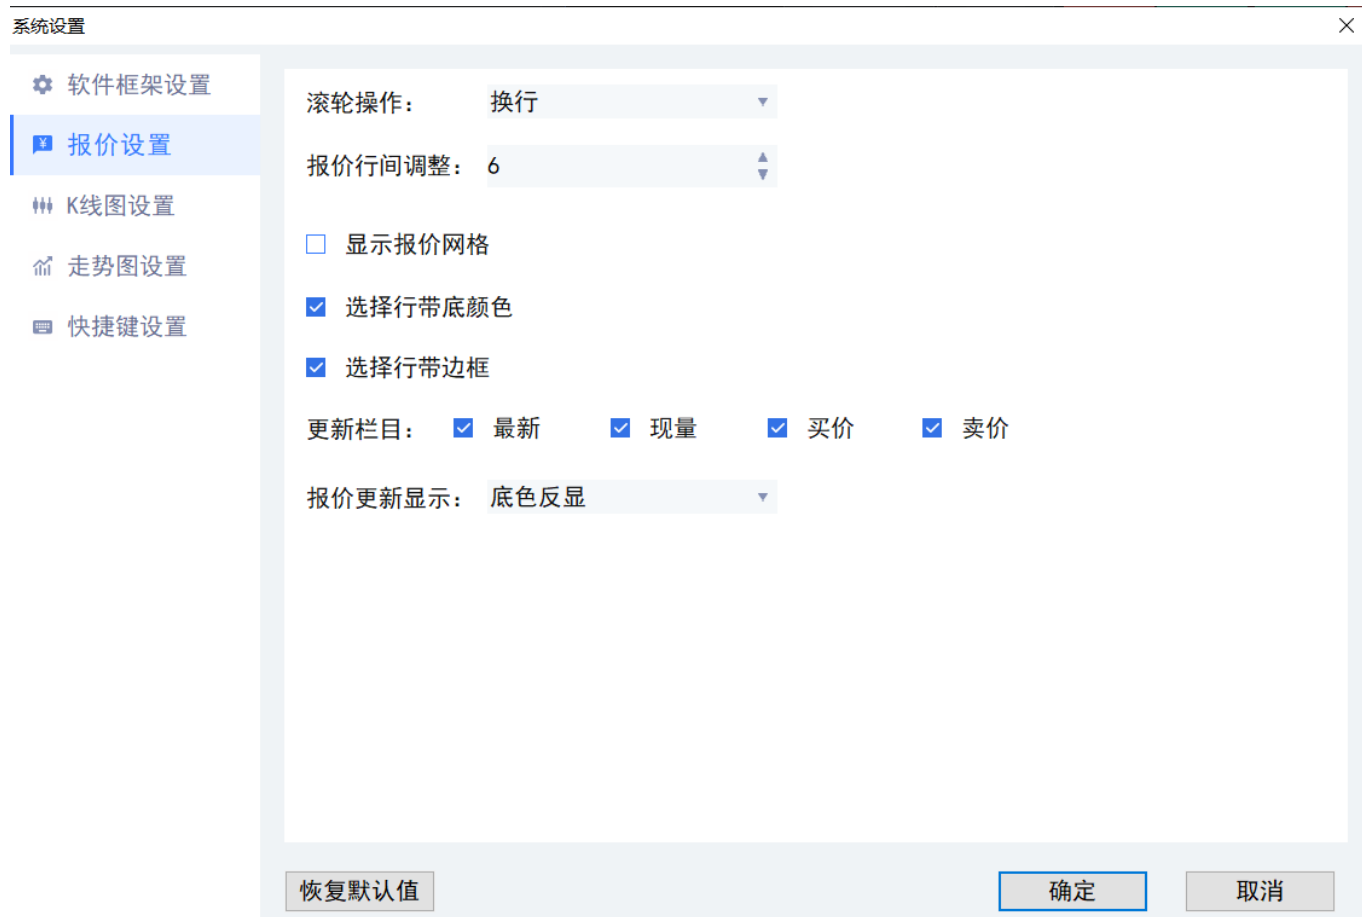 系统设置
软件框架设置
报价设置
K线图设置
走势图设置
快捷键设置
滚轮操作： 换行
报价行间调整： 6
显示报价网格
选择行带底颜色
选择行带边框
更新栏目： 最新 现量 买价 卖价
报价更新显示： 底色反显
恢复默认值 确定 取消